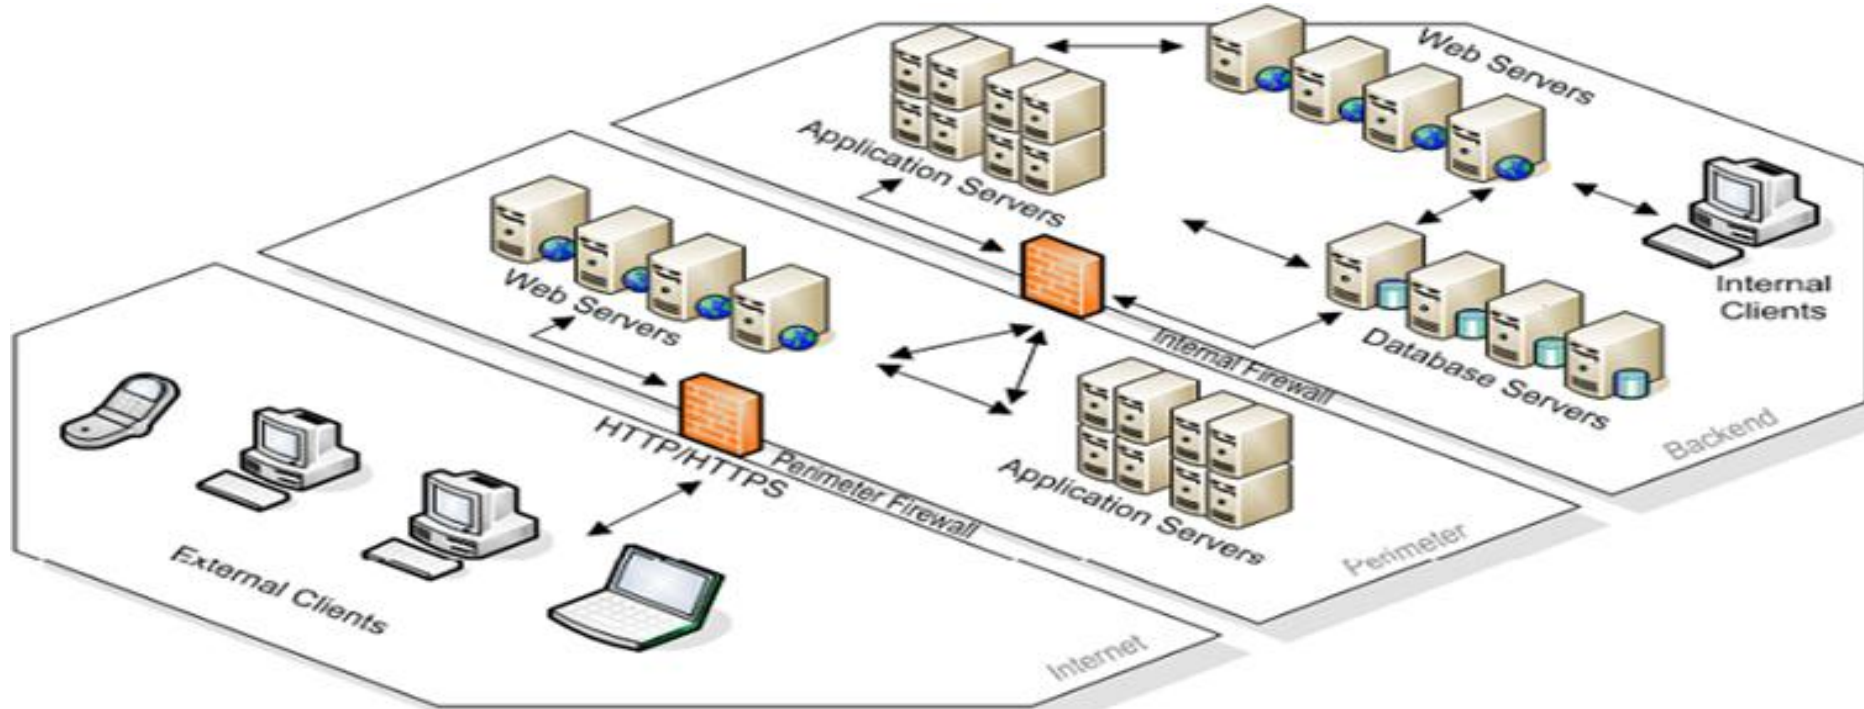 Web Servers
Application Servers
Internal
Clients
Web Servers
Internal Firewall
Database Servers
Backend
HTTP/HTTPS
Perimeter Firewall
Application Servers
Perimeter
External Clients
Internet